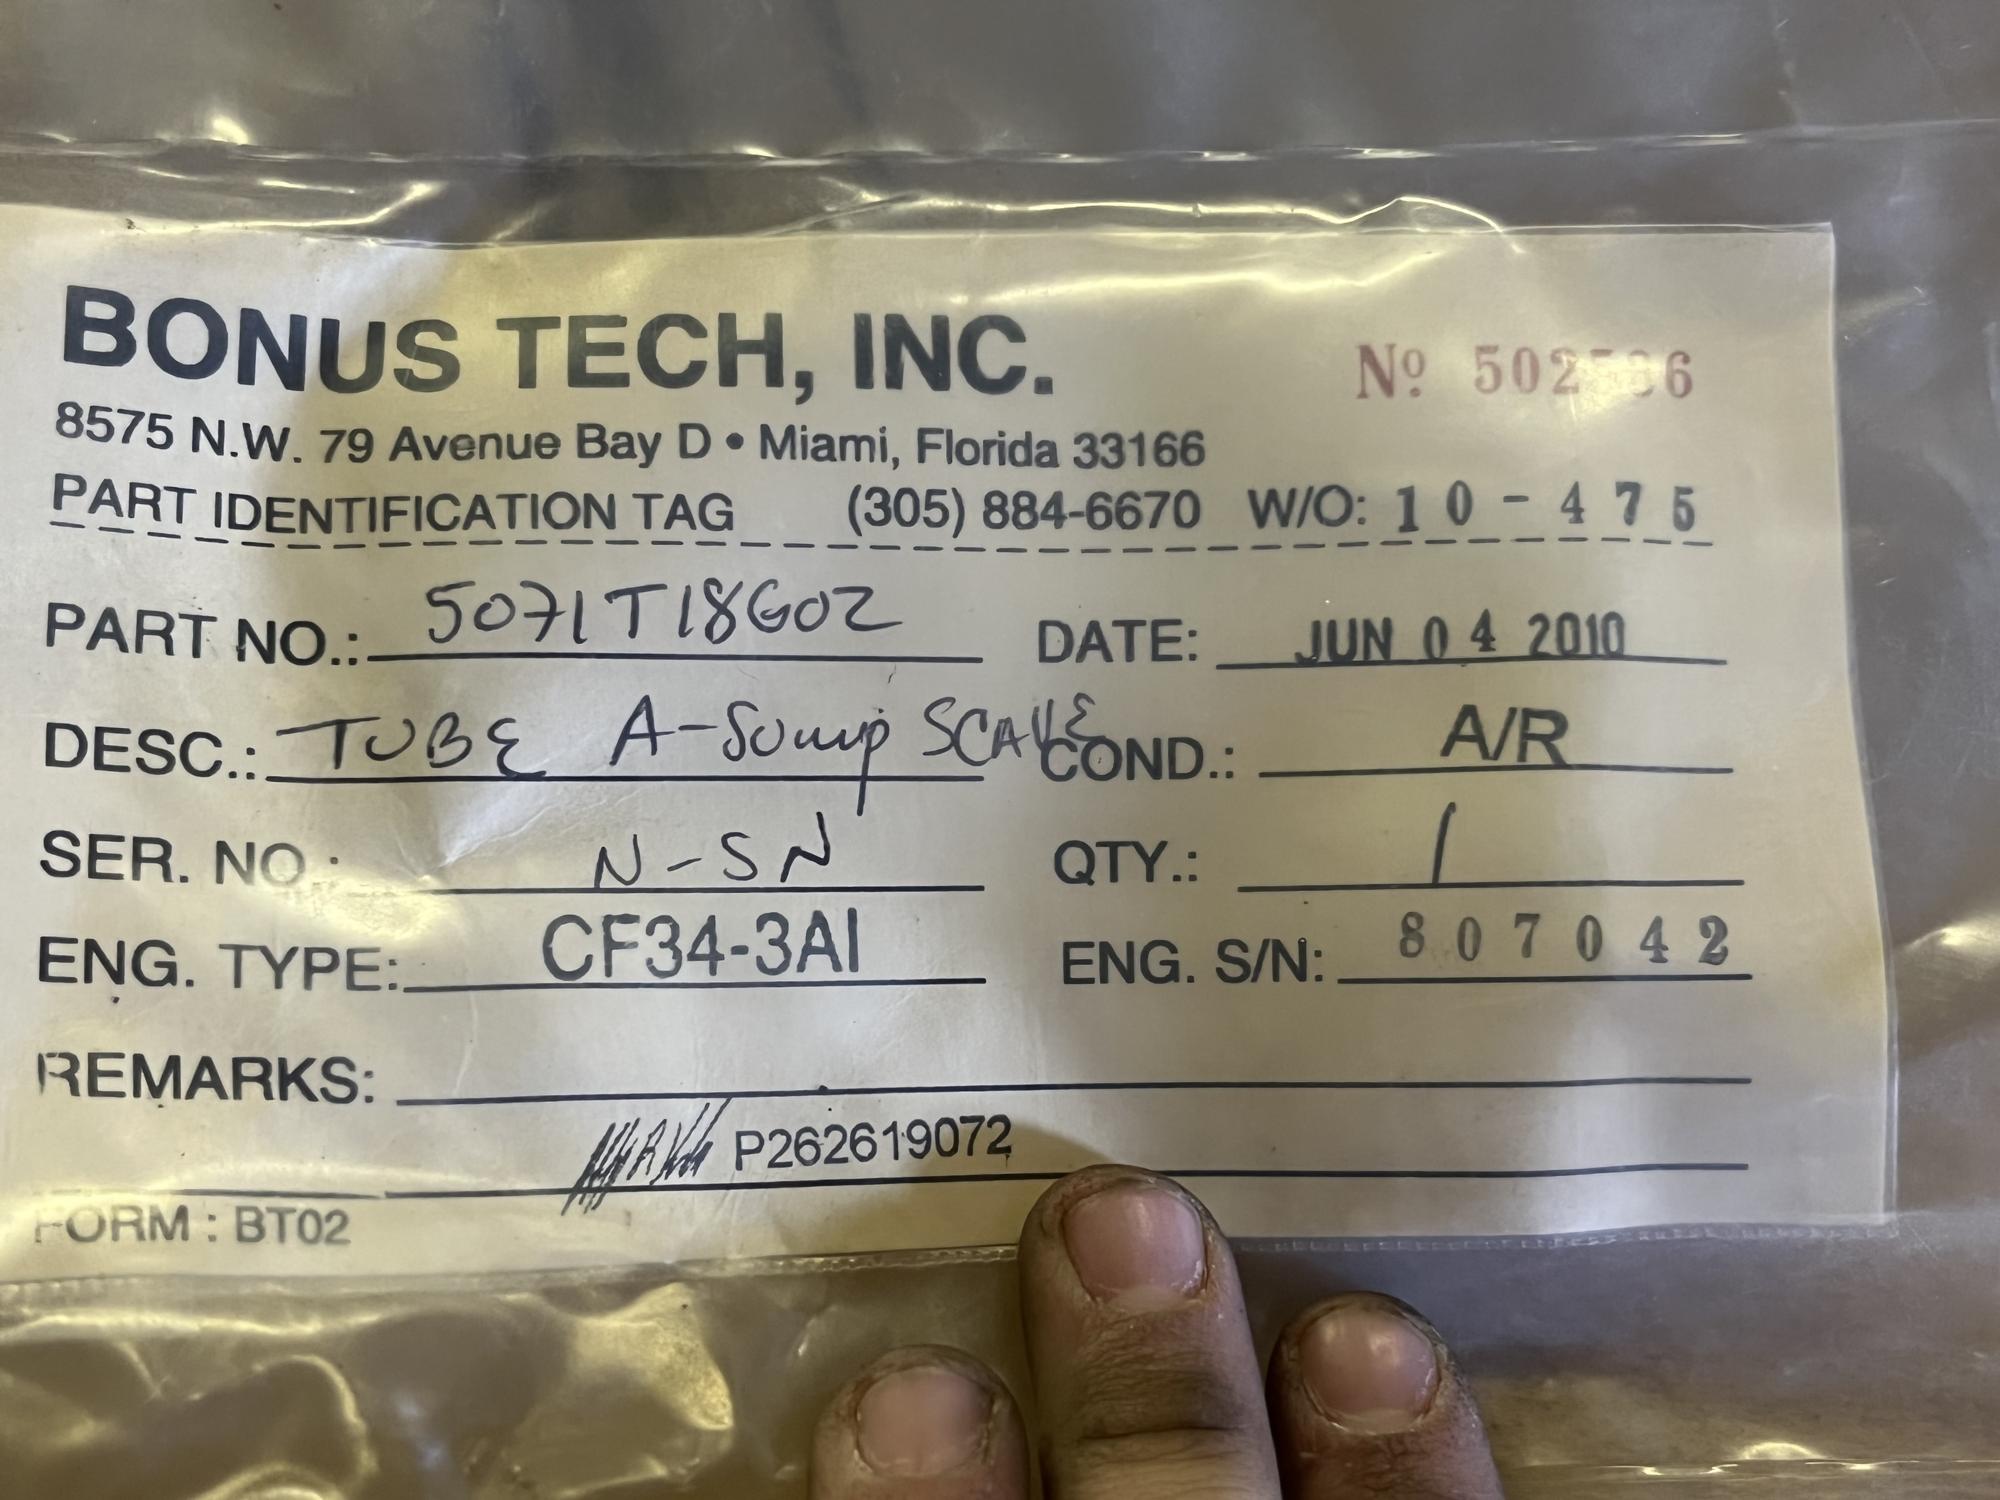 BONUS TECH, INC.
Nº
8575 N.W. 79 Avenue Bay D • Miami, Florida 33166
PART IDENTIFICATION TAG (305) 884-6670 W/O: 10-475
PART NO.: 5071T18G02 DATE: JUN 04 2010
DESC.: TUBE A-Sump SCAVE COND.: A/R
SER. NO.: N-SN QTY.: 1
ENG. TYPE: CF34-3A1 ENG. S/N: 807042
REMARKS:
P262619072
FORM : BT02